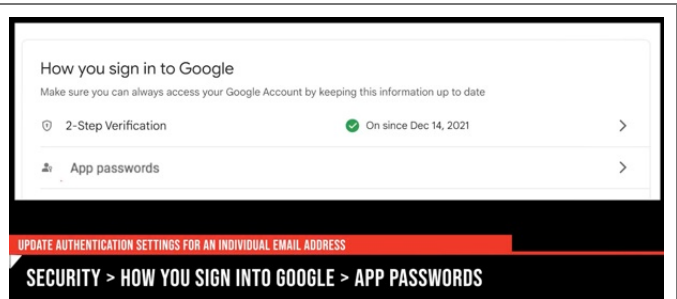 How you sign in to Google
Make sure you can always access your Google Account by keeping this information up to date
2-Step Verification On since Dec 14, 2021
App passwords
UPDATE AUTHENTICATION SETTINGS FOR AN INDIVIDUAL EMAIL ADDRESS
SECURITY > HOW YOU SIGN INTO GOOGLE > APP PASSWORDS